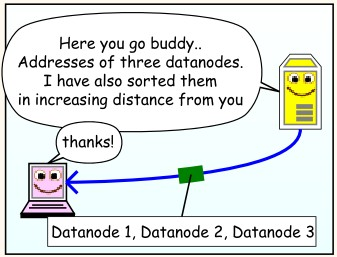 Here you go buddy..
Addresses of three datanodes.
I have also sorted them
in increasing distance from you
thanks!
Datanode 1, Datanode 2, Datanode 3